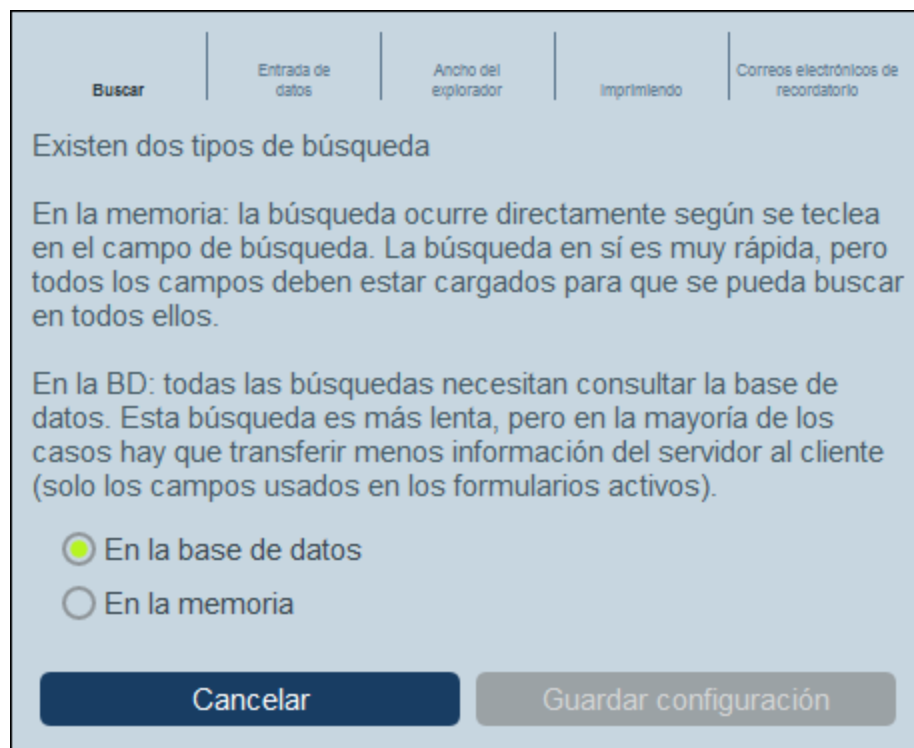 Buscar
Entrada de
datos
Ancho del
explorador
Imprimiendo
Correos electrónicos de
recordatorio
Existen dos tipos de búsqueda
En la memoria: la búsqueda ocurre directamente según se teclea
en el campo de búsqueda. La búsqueda en sí es muy rápida, pero
todos los campos deben estar cargados para que se pueda buscar
en todos ellos.
En la BD: todas las búsquedas necesitan consultar la base de
datos. Esta búsqueda es más lenta, pero en la mayoría de los
casos hay que transferir menos información del servidor al cliente
(solo los campos usados en los formularios activos).
En la base de datos
En la memoria
Cancelar
Guardar configuración